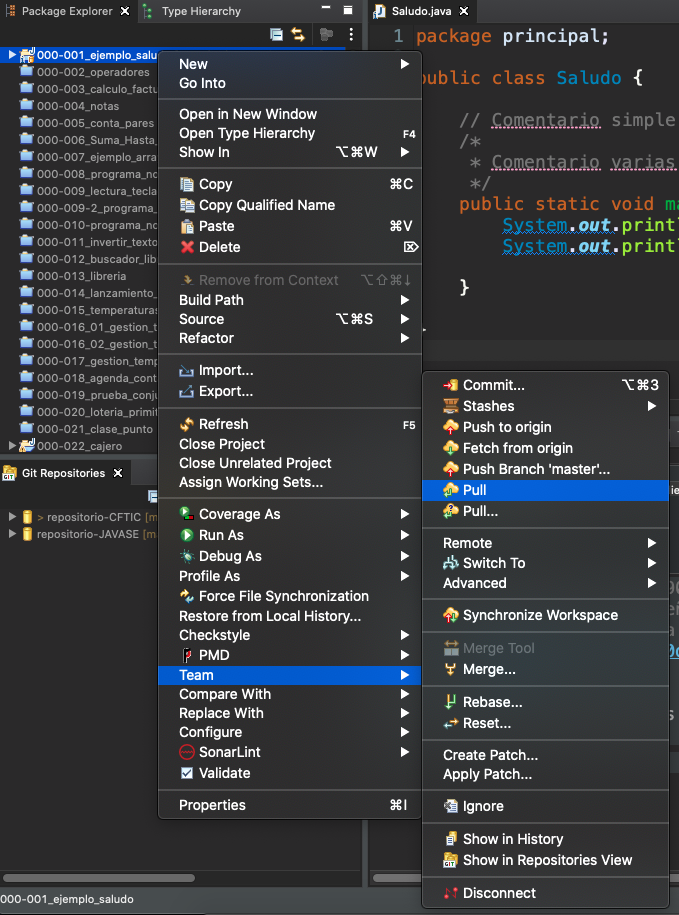 Package Explorer
Type Hierarchy
000-001_ejemplo_salu
000-002_operadores
000-003_calculo_factu
000-004_notas
000-005_conta_pares
000-006_Suma_Hasta_
000-007_ejemplo_arra
000-008_programa_no
000-009_lectura_tecla
000-009-2_programa_
000-010-programa_no
000-011_invertir_texto
000-012_buscador_lib
000-013_libreria
000-014_lanzamiento_
000-015_temperaturas
000-016_01_gestion_t
000-016_02_gestion_t
000-017_gestion_temp
000-018_agenda_cont
000-019_prueba_conju
000-020_loteria_primit
000-021_clase_punto
000-022_cajero
Git Repositories
> repositorio-CFTIC [m
repositorio-JAVASE [ma
000-001_ejemplo_saludo
New
Go Into
Open in New Window
Open Type Hierarchy F4
Show In ⌥⌘W
Copy ⌘C
Copy Qualified Name
Paste ⌘V
Delete ⌦
Remove from Context ⌥⇧⌘↓
Build Path
Source ⌥⌘S
Refactor
Import...
Export...
Refresh F5
Close Project
Close Unrelated Project
Assign Working Sets...
Coverage As
Run As
Debug As
Profile As
Force File Synchronization
Restore from Local History...
Checkstyle
PMD
Team
Compare With
Replace With
Configure
SonarLint
Validate
Properties ⌘I
Saludo.java
1 package principal;
public class Saludo {
// Comentario simple
/*
* Comentario varias
*/
public static void ma
System.out.printl
System.out.printl
}
Commit... ⌥⌘3
Stashes
Push to origin
Fetch from origin
Push Branch 'master'...
Pull
Pull...
Remote
Switch To
Advanced
Synchronize Workspace
Merge Tool
Merge...
Rebase...
Reset...
Create Patch...
Apply Patch...
Ignore
Show in History
Show in Repositories View
Disconnect